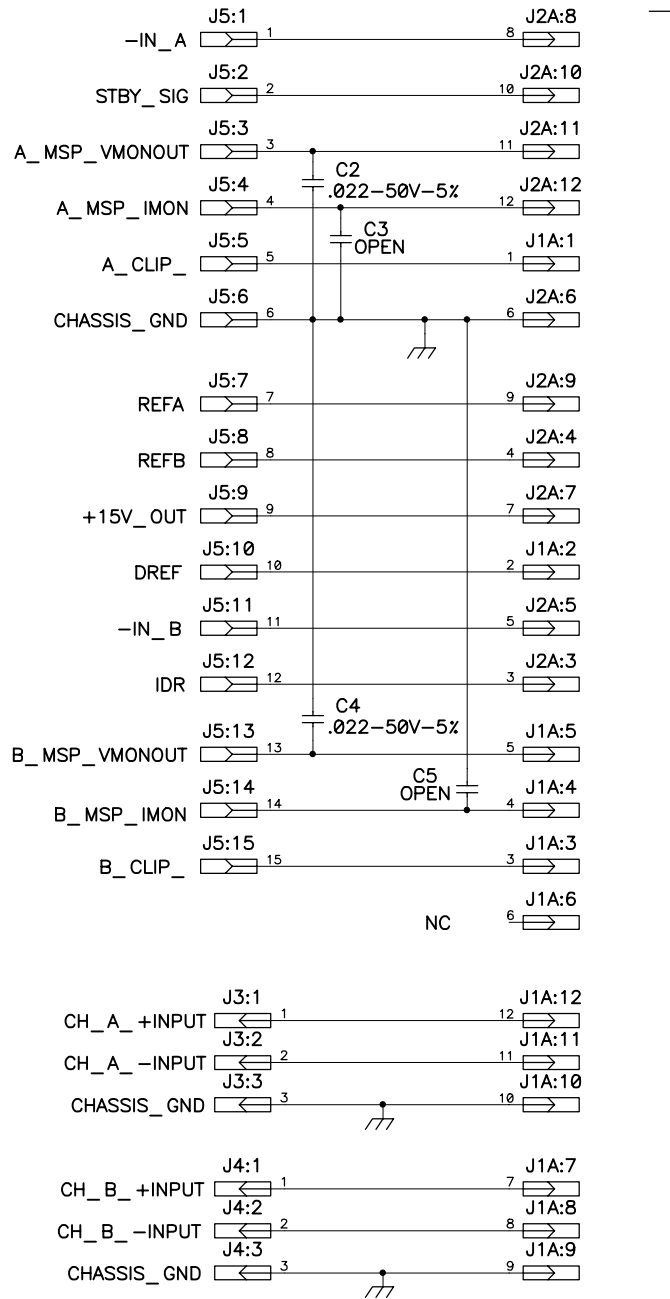 J5:1 J2A:8
-IN_A 1 8
J5:2 J2A:10
STBY_SIG 2 10
J5:3 J2A:11
A_MSP_VMONOUT 3 11
C2
J5:4 .022-50V-5% J2A:12
A_MSP_IMON 4 12
C3
J5:5 OPEN J1A:1
A_CLIP_ 5 1
J5:6 J2A:6
CHASSIS_GND 6 6
J5:7 J2A:9
REFA 7 9
J5:8 J2A:4
REFB 8 4
J5:9 J2A:7
+15V_OUT 9 7
J5:10 J1A:2
DREF 10 2
J5:11 J2A:5
-IN_B 11 5
J5:12 J2A:3
IDR 12 3
C4
J5:13 .022-50V-5% J1A:5
B_MSP_VMONOUT 13 5
C5
J5:14 OPEN J1A:4
B_MSP_IMON 14 4
J5:15 J1A:3
B_CLIP_ 15 3
J1A:6
NC 6
J3:1 J1A:12
CH_A_+INPUT 1 12
J3:2 J1A:11
CH_A_-INPUT 2 11
J3:3 J1A:10
CHASSIS_GND 3 10
J4:1 J1A:7
CH_B_+INPUT 1 7
J4:2 J1A:8
CH_B_-INPUT 2 8
J4:3 J1A:9
CHASSIS_GND 3 9